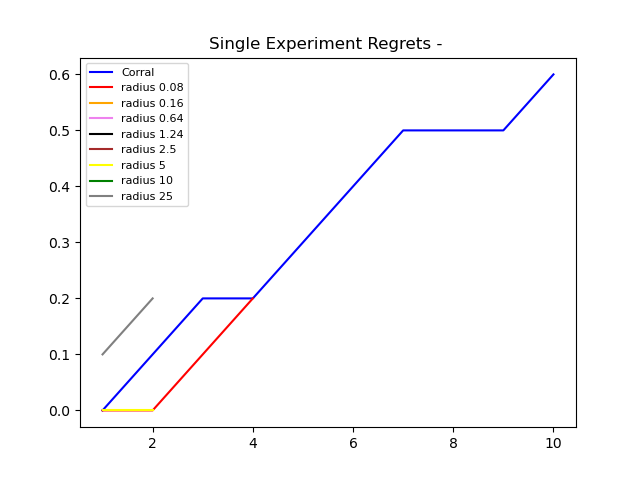 Single Experiment Regrets -
0.6
0.5
0.4
0.3
0.2
0.1
0.0
Corral
radius 0.08
radius 0.16
radius 0.64
radius 1.24
radius 2.5
radius 5
radius 10
radius 25
2
4
6
8
10